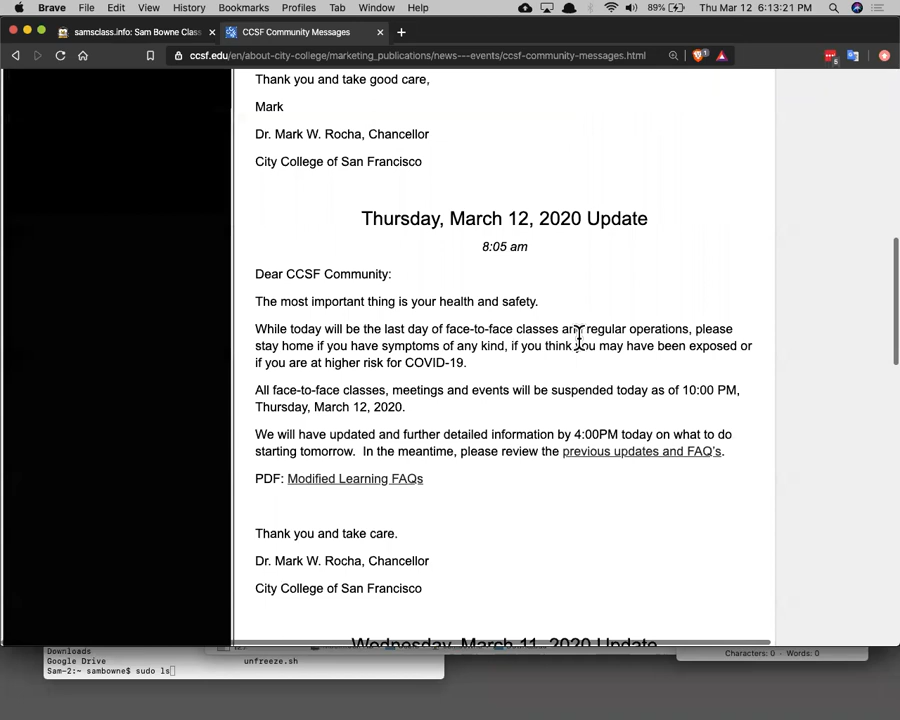 Brave File Edit View History Bookmarks Profiles Tab Window Help 89% Thu Mar 12 6:13:21 PM
samsclass.info: Sam Bowne Class × CCSF Community Messages × +
ccsf.edu/en/about-city-college/marketing_publications/news---events/ccsf-community-messages.html
Thank you and take good care,
Mark
Dr. Mark W. Rocha, Chancellor
City College of San Francisco
Thursday, March 12, 2020 Update
8:05 am
Dear CCSF Community:
The most important thing is your health and safety.
While today will be the last day of face-to-face classes and regular operations, please
stay home if you have symptoms of any kind, if you think you may have been exposed or
if you are at higher risk for COVID-19.
All face-to-face classes, meetings and events will be suspended today as of 10:00 PM,
Thursday, March 12, 2020.
We will have updated and further detailed information by 4:00PM today on what to do
starting tomorrow.  In the meantime, please review the previous updates and FAQ's.
PDF: Modified Learning FAQs
Thank you and take care.
Dr. Mark W. Rocha, Chancellor
City College of San Francisco
Wednesday, March 11, 2020 Update
Downloads
Google Drive unfreeze.sh
Sam-2:~ sambowne$ sudo ls
Characters: 0 · Words: 0